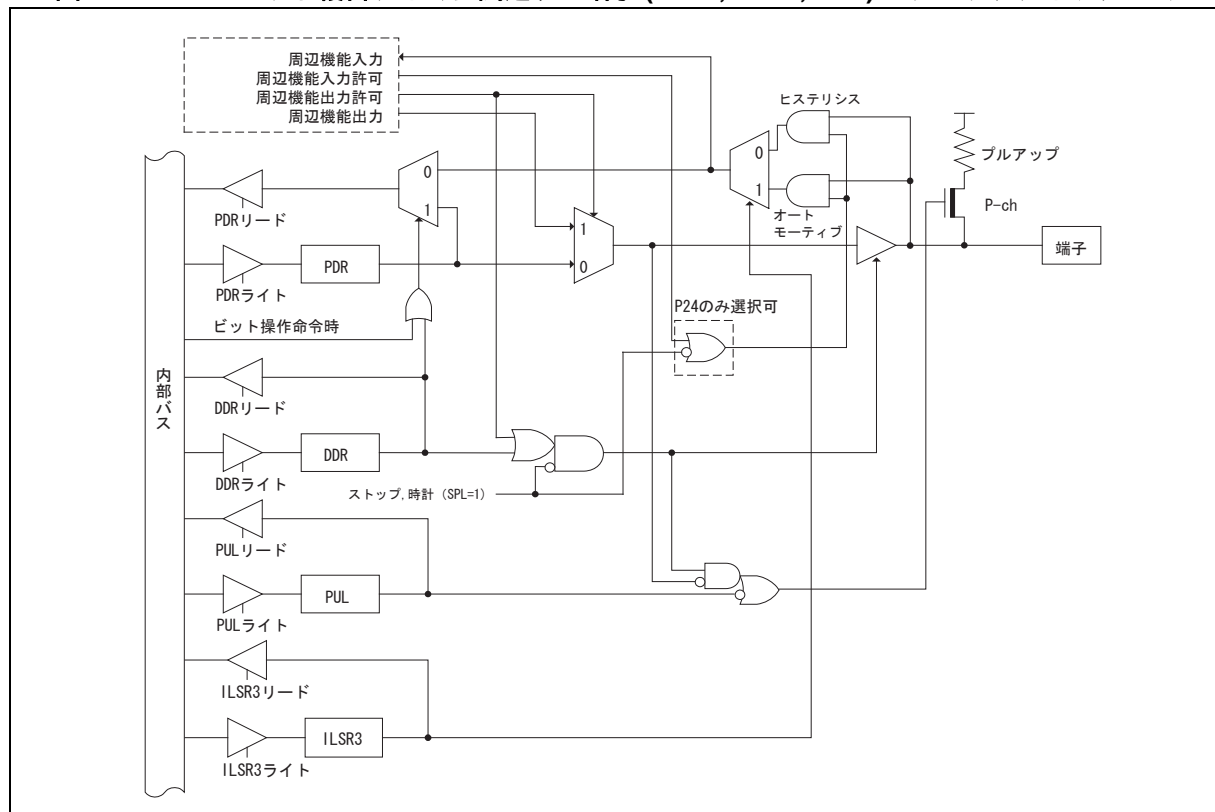 周辺機能入力
周辺機能入力許可
周辺機能出力許可
周辺機能出力
ヒステリシス
0
1
オート
モーティブ
プルアップ
P-ch
端子
0
1
PDRリード
PDR
PDRライト
1
0
P24のみ選択可
ビット操作命令時
内部バス
DDRリード
DDR
DDRライト
ストップ,時計 (SPL=1)
PULリード
PUL
PULライト
ILSR3リード
ILSR3
ILSR3ライト